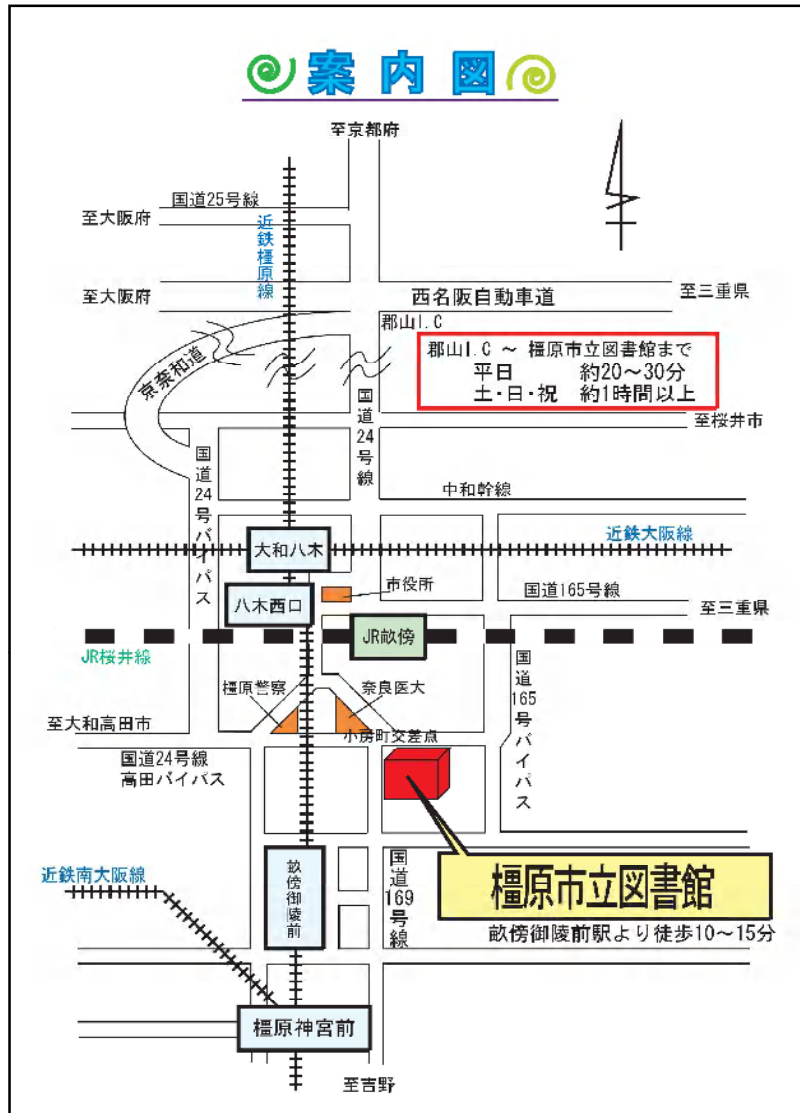 案内図
至京都府
国道25号線
至大阪府
近鉄橿原線
至大阪府
西名阪自動車道
至三重県
郡山I.C
郡山I.C ～ 橿原市立図書館まで
平日 約20～30分
土・日・祝 約1時間以上
京奈和道
国道24号線
至桜井市
国道24号バイパス
中和幹線
大和八木
近鉄大阪線
八木西口
市役所
国道165号線
至三重県
JR畝傍
JR桜井線
橿原警察
奈良医大
国道165号バイパス
至大和高田市
小房町交差点
国道24号線
高田バイパス
近鉄南大阪線
畝傍御陵前
国道169号線
橿原市立図書館
畝傍御陵前駅より徒歩10～15分
橿原神宮前
至吉野